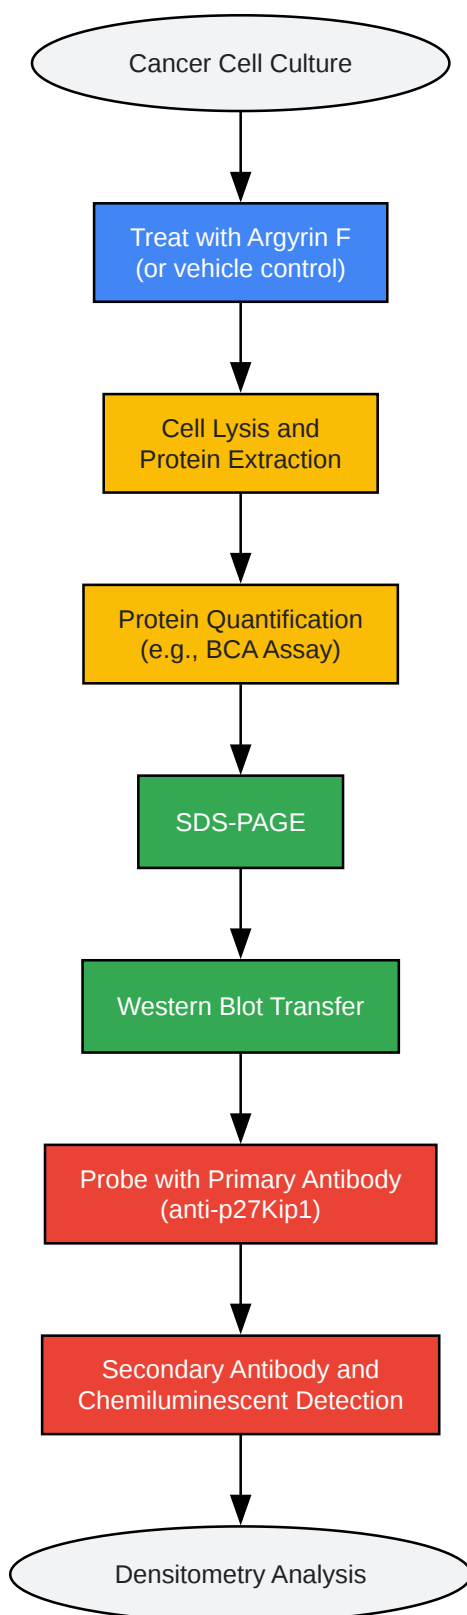 Cancer Cell Culture
Treat with Argyrin F
(or vehicle control)
Cell Lysis and
Protein Extraction
Protein Quantification
(e.g., BCA Assay)
SDS-PAGE
Western Blot Transfer
Probe with Primary Antibody
(anti-p27Kip1)
Secondary Antibody and
Chemiluminescent Detection
Densitometry Analysis